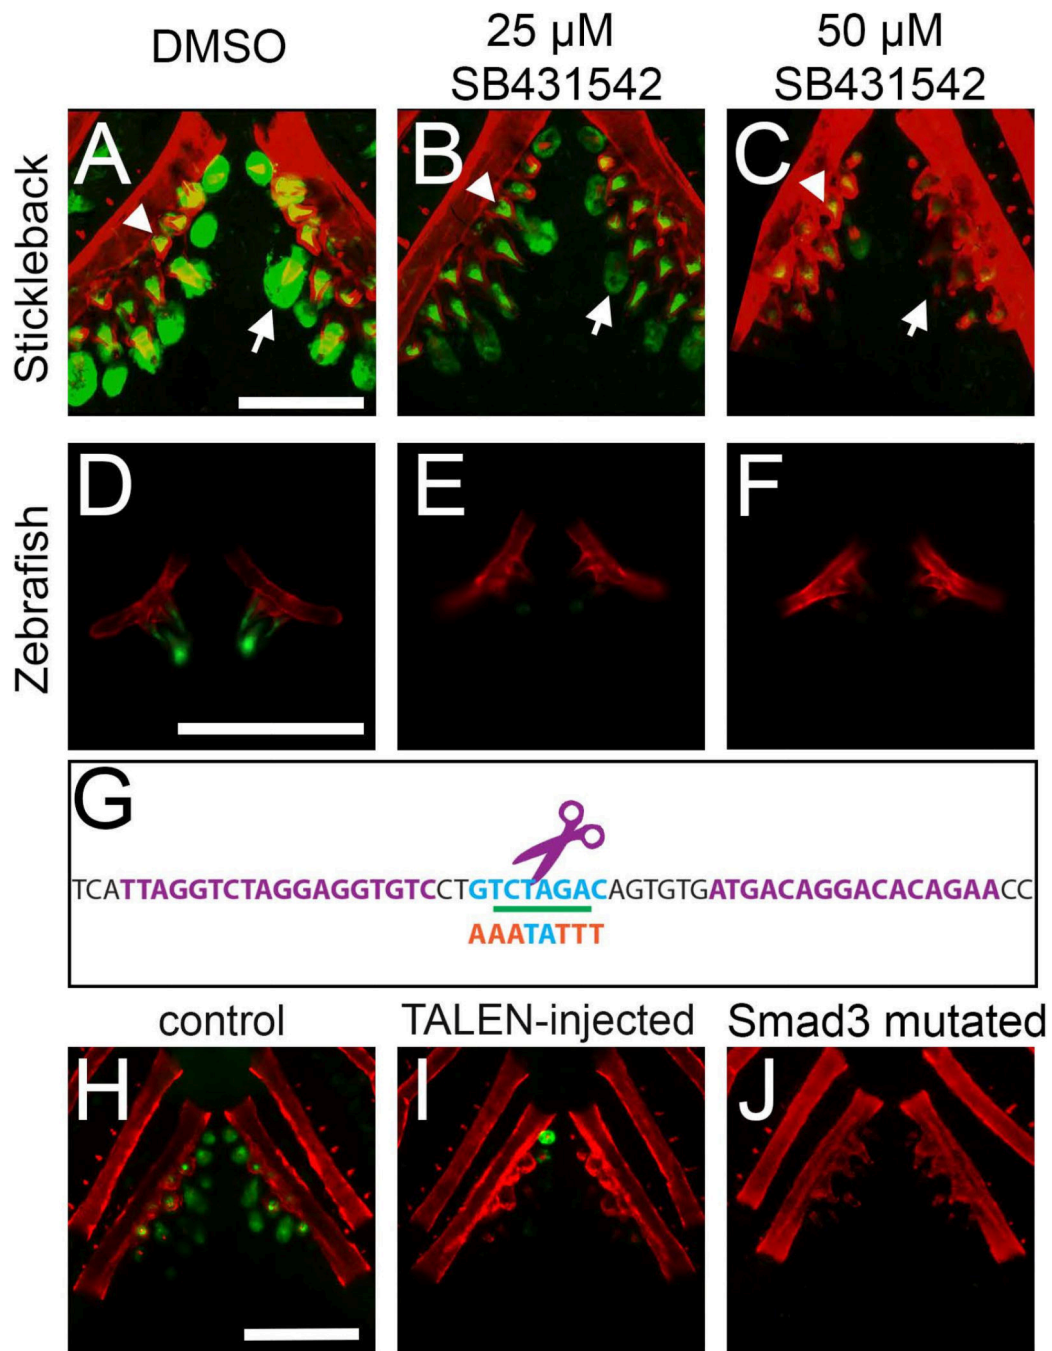 DMSO
25 µM
SB431542
50 µM
SB431542
Stickleback
A
B
C
Zebrafish
D
E
F
G
TCATTAGGTCTAGGAGGTGTCCTGTCTAGACAGTGTGATGACAGGACACAGAACC
AAATATTT
control
TALEN-injected
Smad3 mutated
H
I
J